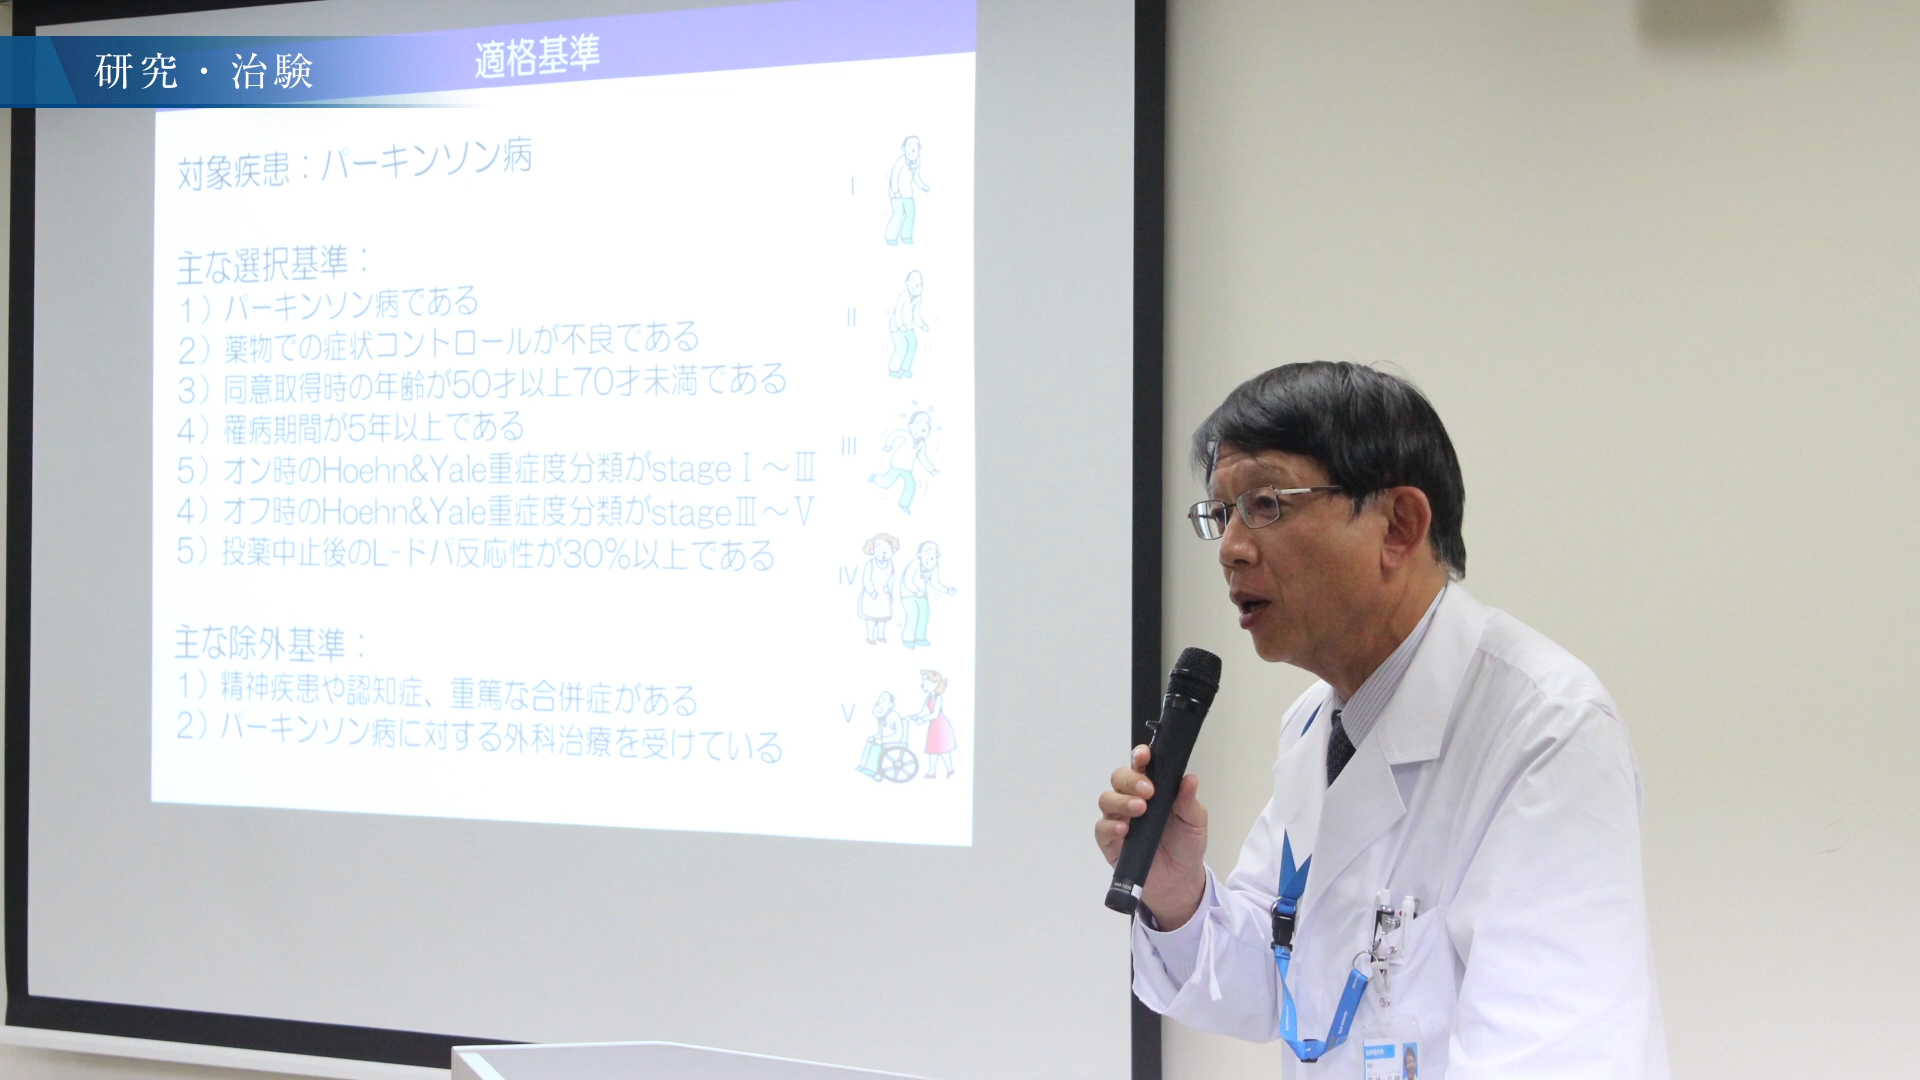 研究・治験
適格基準
対象疾患：パーキンソン病
主な選択基準：
1）パーキンソン病である
2）薬物での症状コントロールが不良である
3）同意取得時の年齢が50才以上70才未満である
4）罹病期間が5年以上である
5）オン時のHoehn&Yale重症度分類がstageⅠ～Ⅲ
4）オフ時のHoehn&Yale重症度分類がstageⅢ～Ⅴ
5）投薬中止後のL-ドパ反応性が30%以上である
主な除外基準：
1）精神疾患や認知症、重篤な合併症がある
2）パーキンソン病に対する外科治療を受けている
Ⅰ
Ⅱ
Ⅲ
Ⅳ
Ⅴ